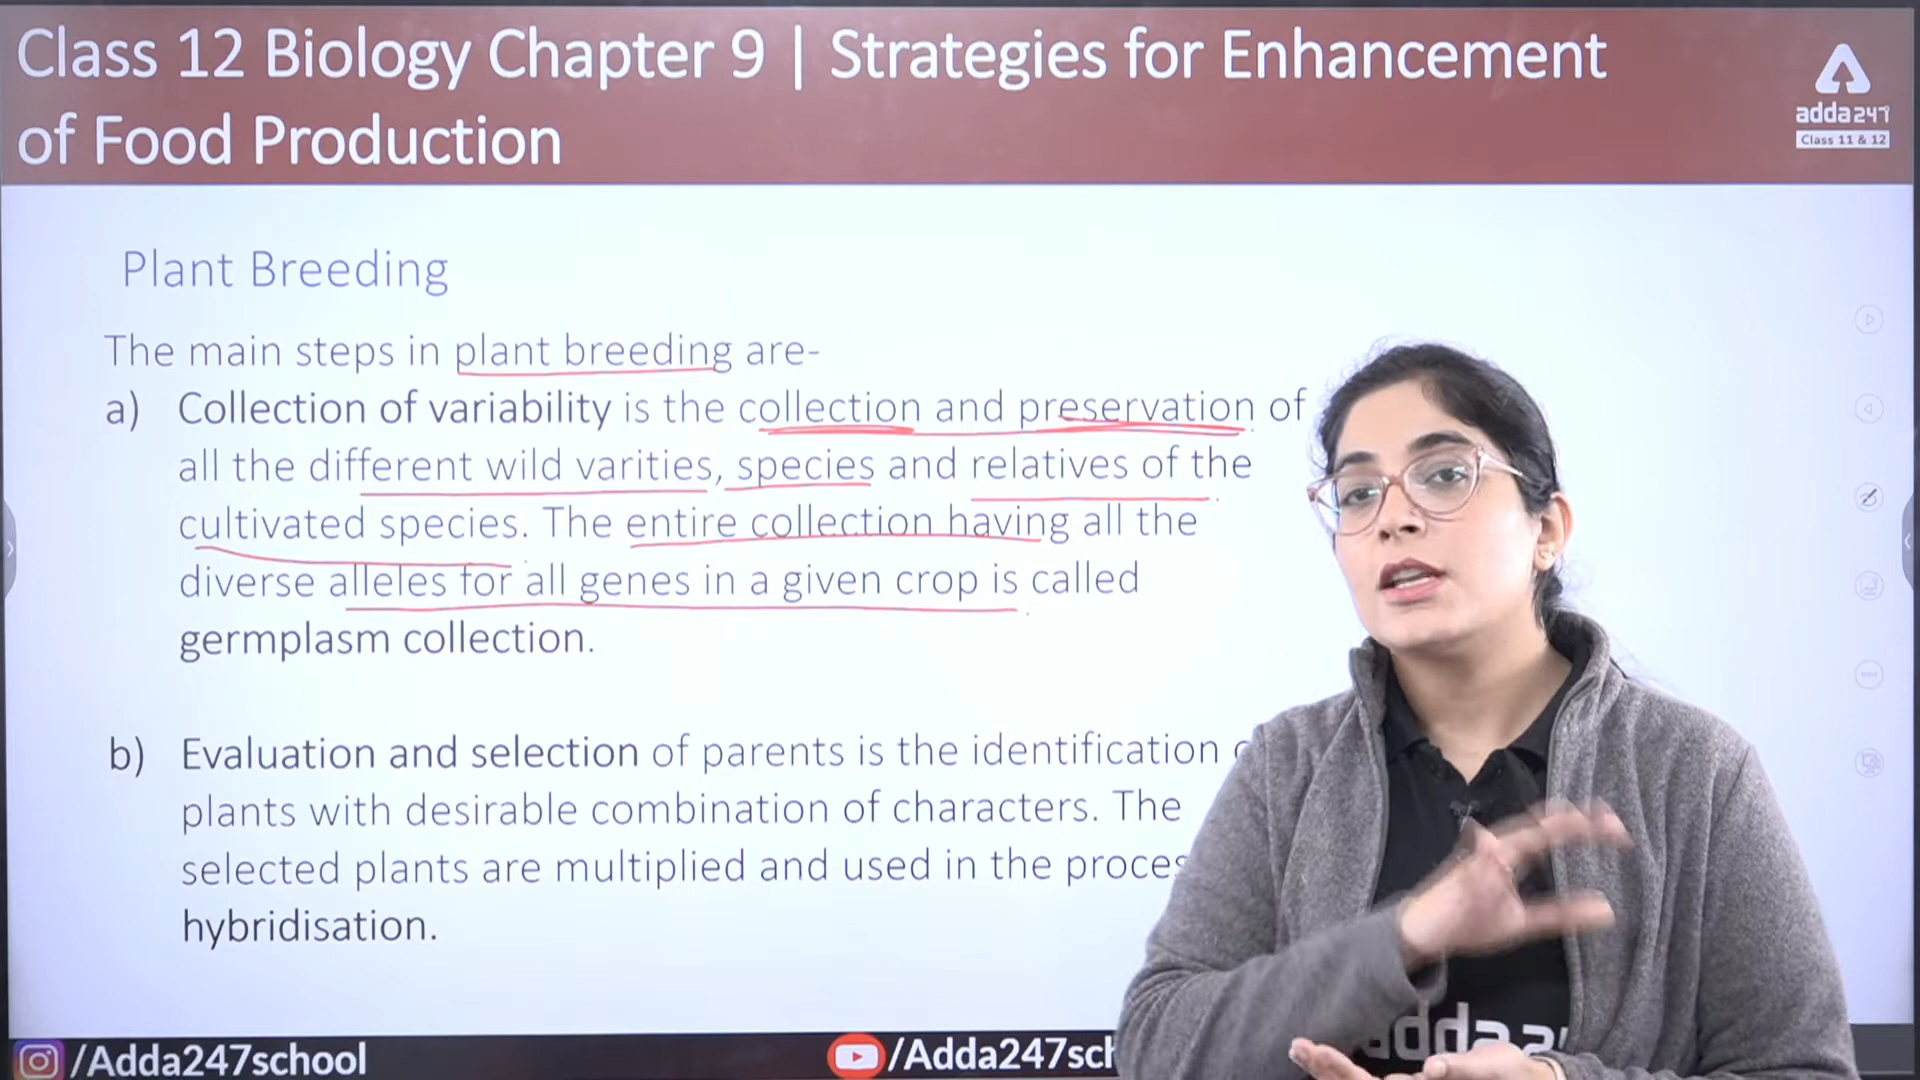 Class 12 Biology Chapter 9 | Strategies for Enhancement
of Food Production
adda247
Class 11 & 12
Plant Breeding
The main steps in plant breeding are-
a) Collection of variability is the collection and preservation of
all the different wild varities, species and relatives of the
cultivated species. The entire collection having all the
diverse alleles for all genes in a given crop is called
germplasm collection.
b) Evaluation and selection of parents is the identification
plants with desirable combination of characters. The
selected plants are multiplied and used in the
hybridisation.
/Adda247school